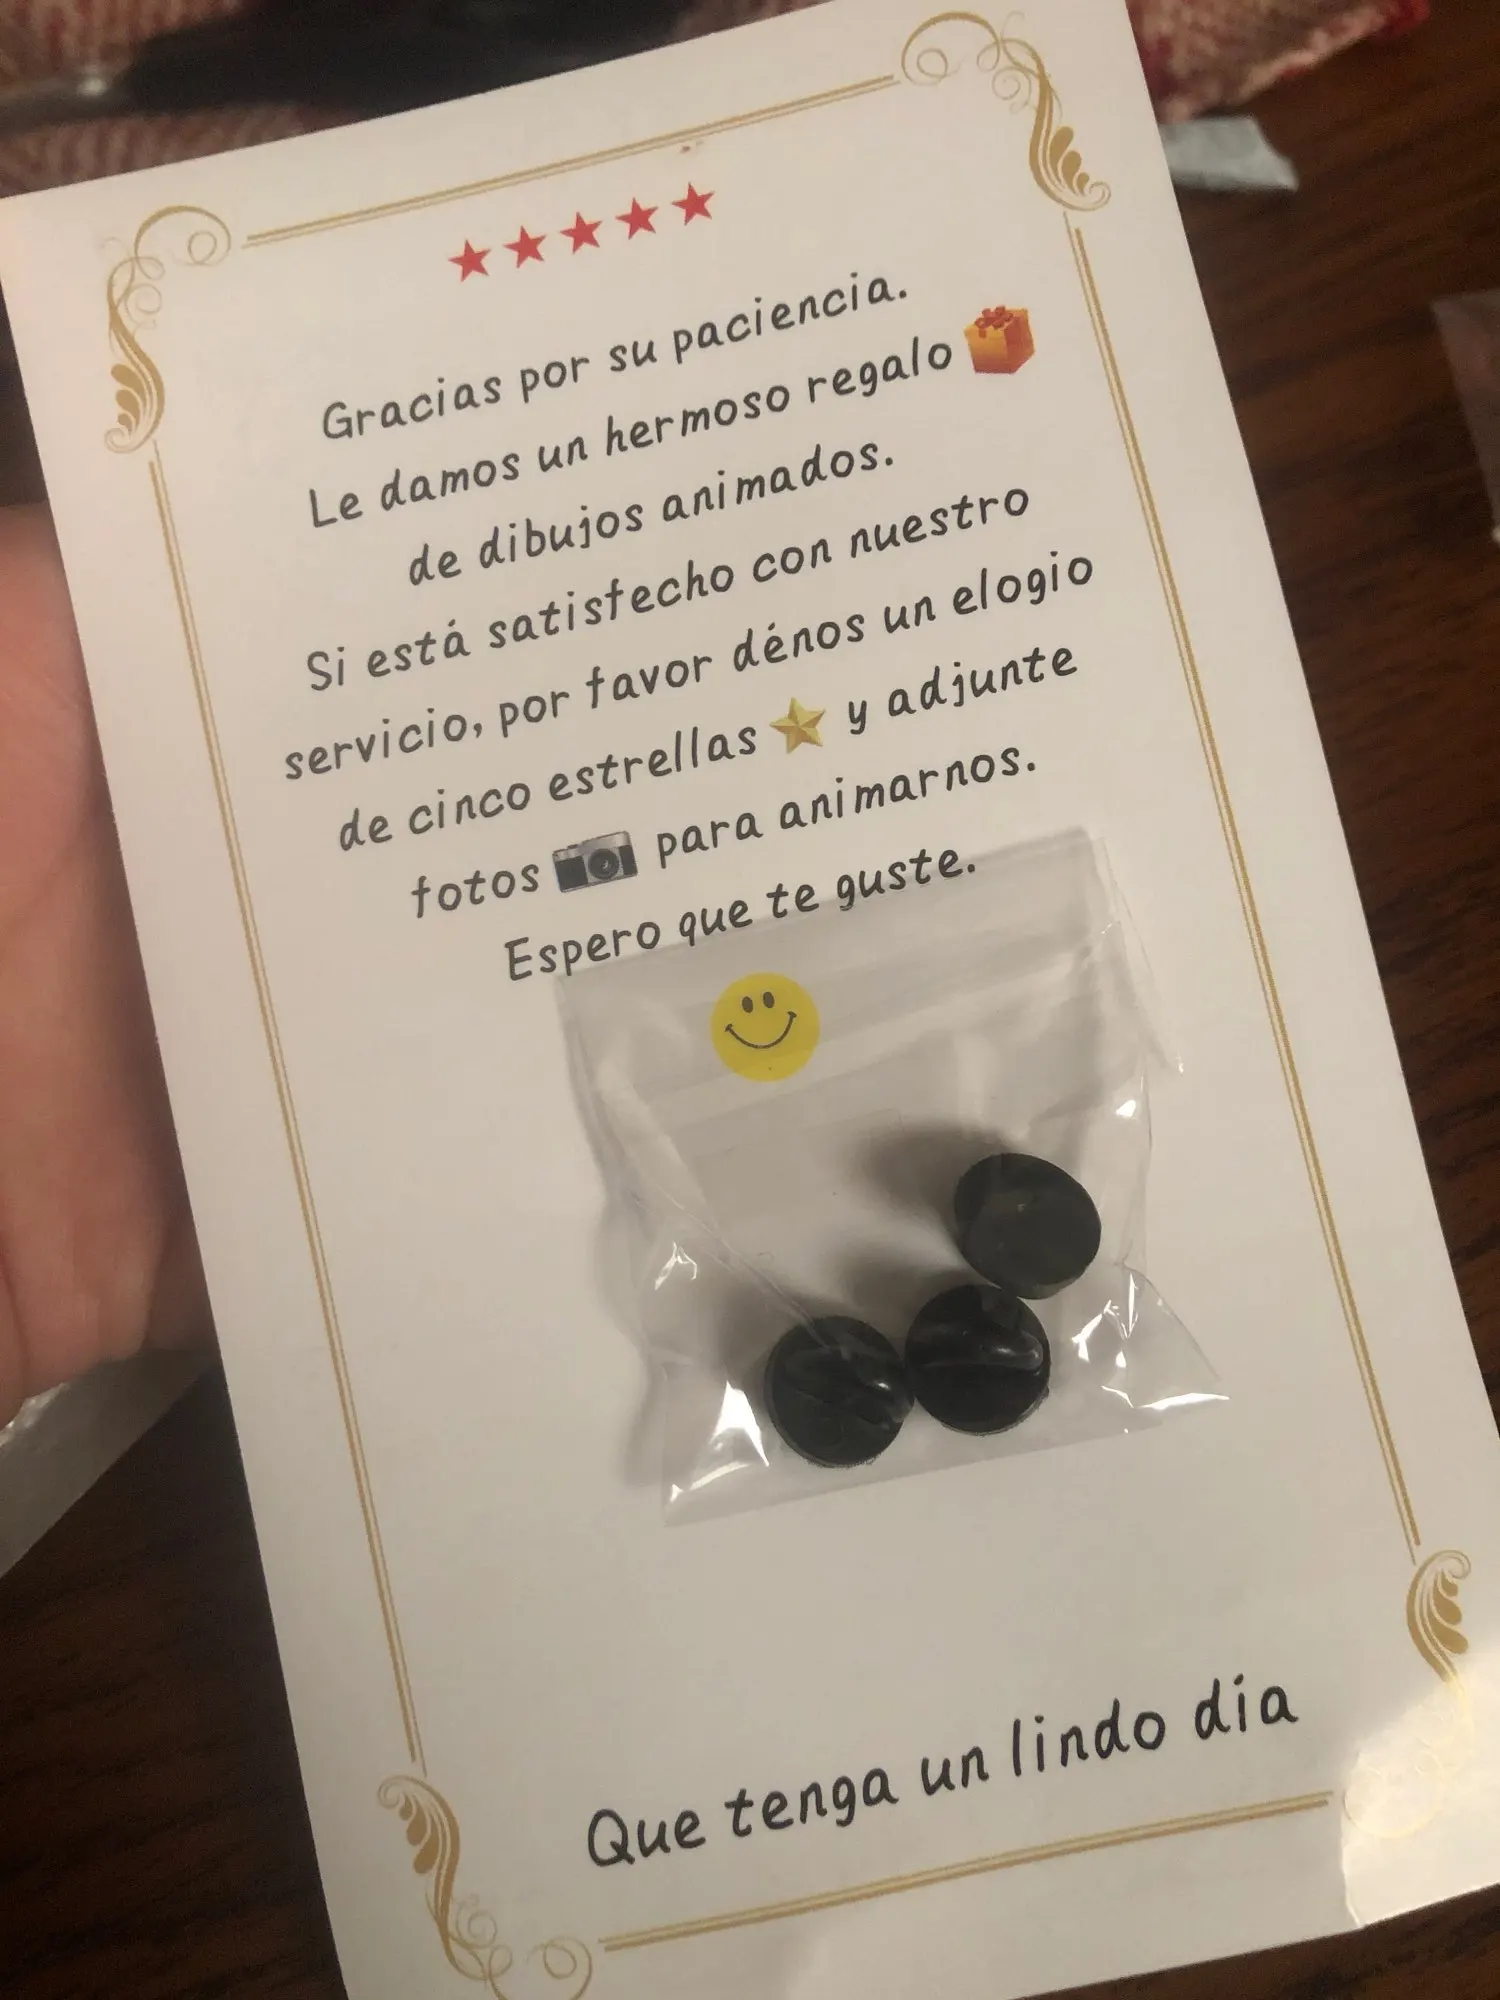 Gracias por su paciencia.
Le damos un hermoso regalo
de dibujos animados.
Si está satisfecho con nuestro
servicio, por favor dénos un elogio
de cinco estrellas y adjunte
fotos para animarnos.
Espero que te guste.
Que tenga un lindo día